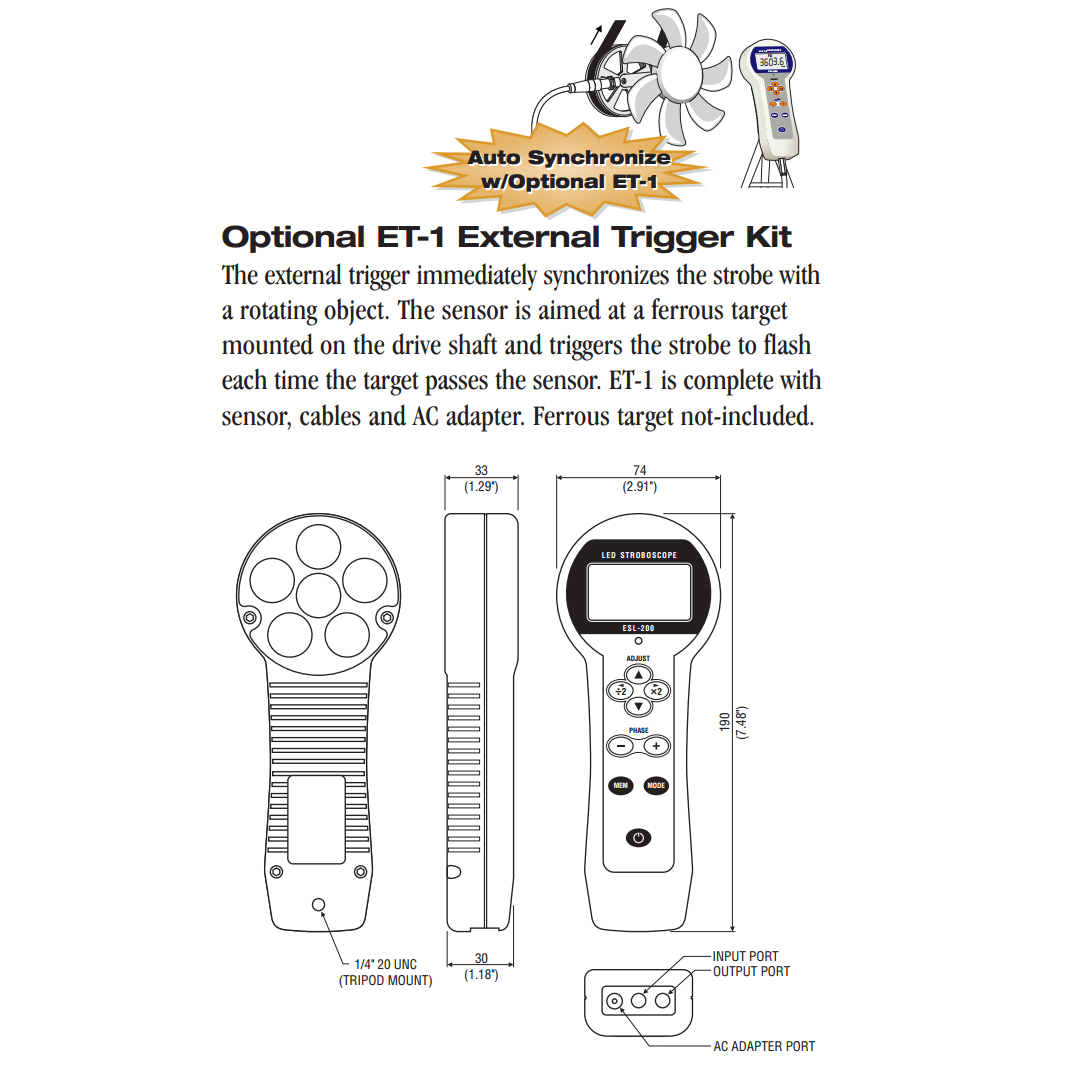 3603.6
Auto Synchronize
w/Optional ET-1
Optional ET-1 External Trigger Kit
The external trigger immediately synchronizes the strobe with
a rotating object. The sensor is aimed at a ferrous target
mounted on the drive shaft and triggers the strobe to flash
each time the target passes the sensor. ET-1 is complete with
sensor, cables and AC adapter. Ferrous target not-included.
33
(1.29")
74
(2.91")
LED STROBOSCOPE
ESL-200
ADJUST
÷2
×2
PHASE
−
+
MEM
MODE
190
(7.48")
1/4" 20 UNC
(TRIPOD MOUNT)
30
(1.18")
INPUT PORT
OUTPUT PORT
AC ADAPTER PORT